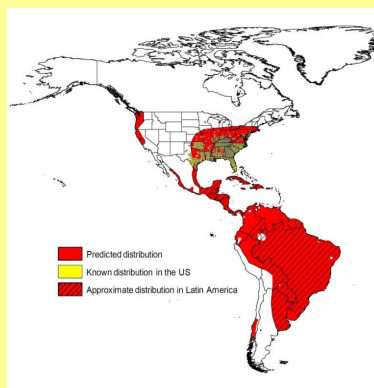 Predicted distribution
Known distribution in the US
Approximate distribution in Latin America